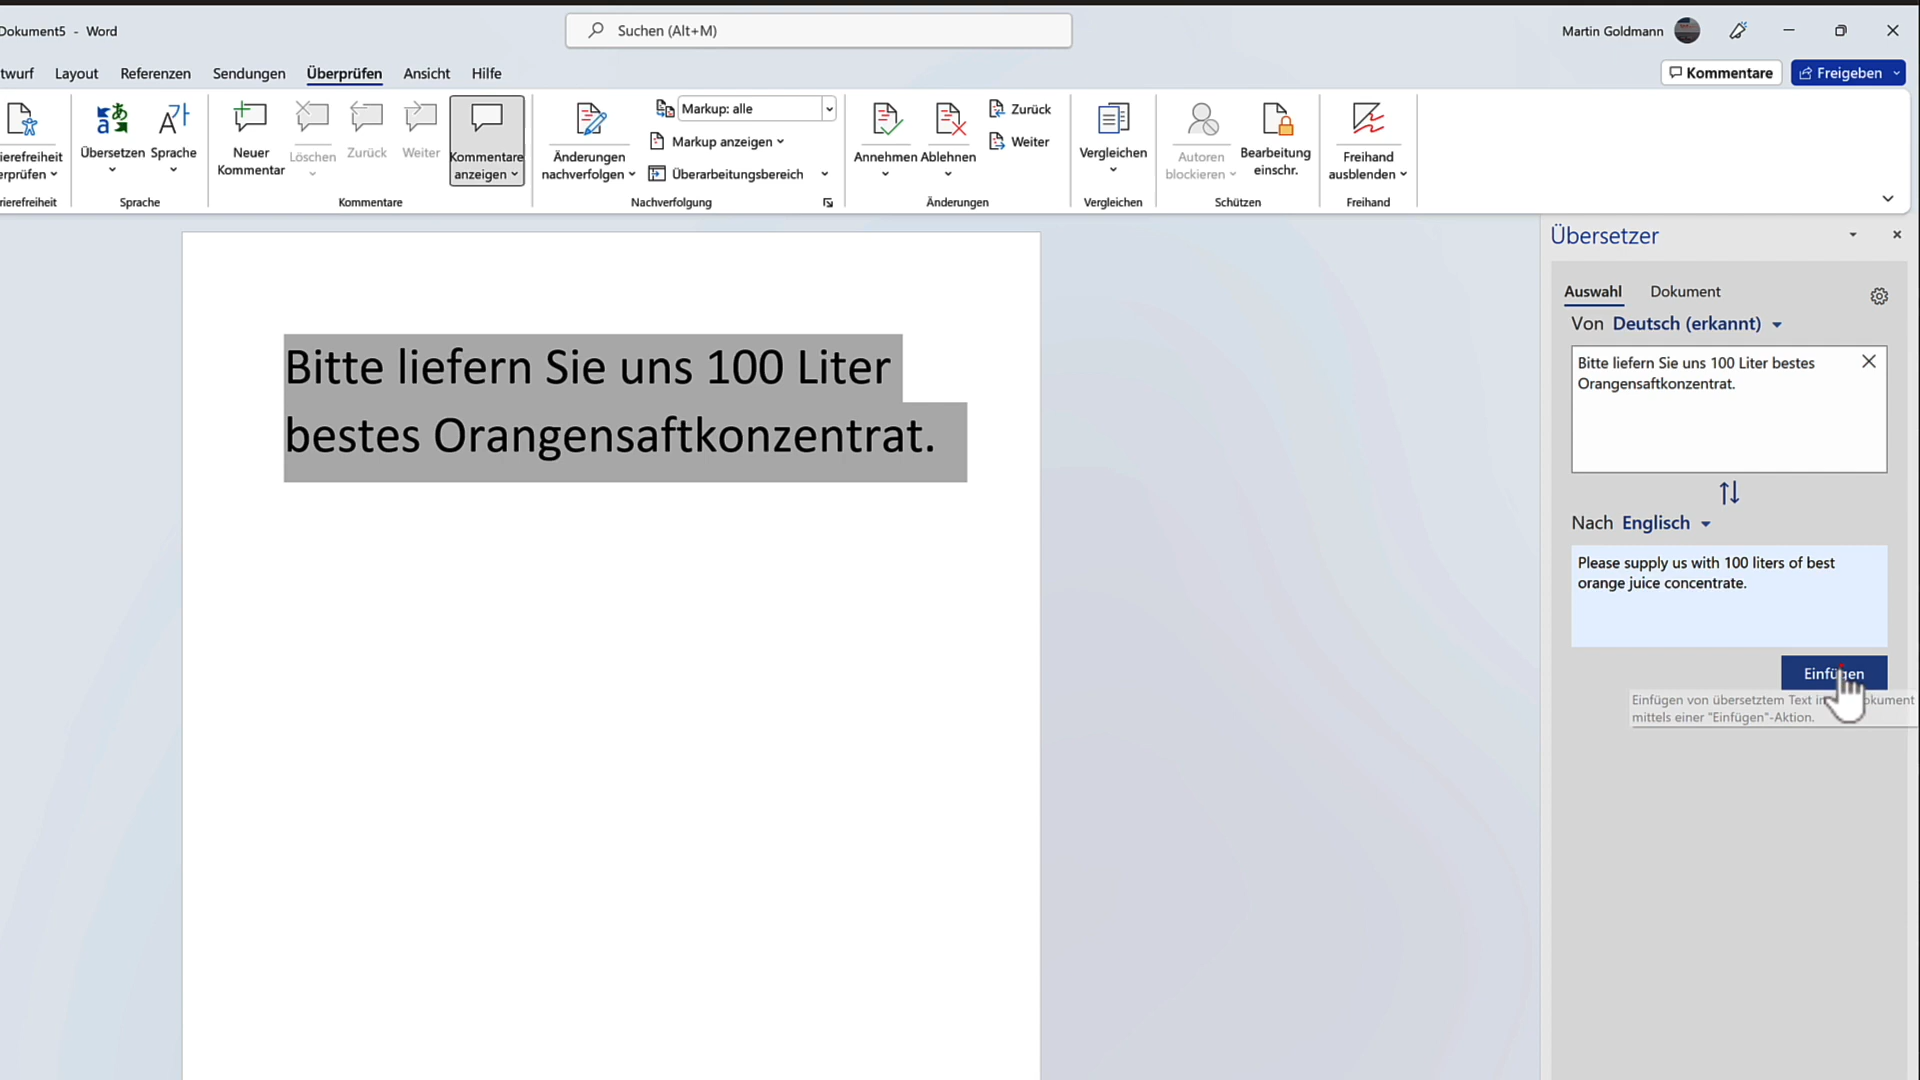 Dokument5 - Word
Suchen (Alt+M)
Martin Goldmann
twurf Layout Referenzen Sendungen Überprüfen Ansicht Hilfe
Kommentare Freigeben
ierefreiheit
erprüfen
rierefreiheit
Übersetzen Sprache
Sprache
Neuer
Kommentar
Löschen Zurück Weiter
Kommentare
anzeigen
Kommentare
Änderungen
nachverfolgen
Markup: alle
Markup anzeigen
Überarbeitungsbereich
Nachverfolgung
Annehmen Ablehnen
Zurück
Weiter
Änderungen
Vergleichen
Vergleichen
Autoren
blockieren
Bearbeitung
einschr.
Schützen
Freihand
ausblenden
Freihand
Bitte liefern Sie uns 100 Liter
bestes Orangensaftkonzentrat.
Übersetzer
Auswahl Dokument
Von Deutsch (erkannt)
Bitte liefern Sie uns 100 Liter bestes
Orangensaftkonzentrat.
Nach Englisch
Please supply us with 100 liters of best
orange juice concentrate.
Einfügen
Einfügen von übersetztem Text in okument
mittels einer "Einfügen"-Aktion.